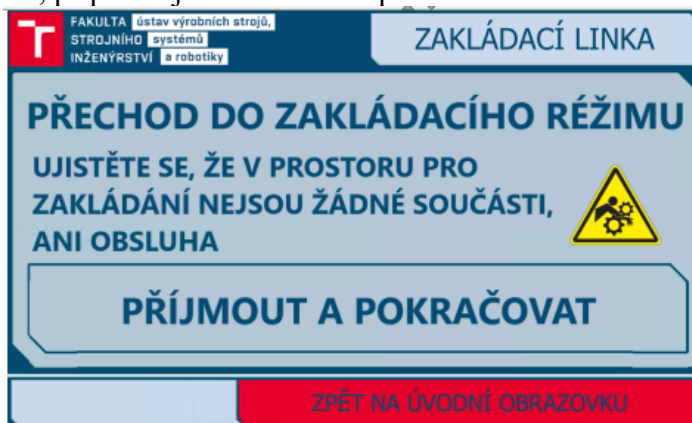 FAKULTA ústav výrobních strojů,
STROJNÍHO systémů
INŽENÝRSTVÍ a robotiky
ZAKLÁDACÍ LINKA
PŘECHOD DO ZAKLÁDACÍHO RÉŽIMU
UJISTĚTE SE, ŽE V PROSTORU PRO
ZAKLÁDÁNÍ NEJSOU ŽÁDNÉ SOUČÁSTI,
ANI OBSLUHA
PŘÍJMOUT A POKRAČOVAT
ZPĚT NA ÚVODNÍ OBRAZOVKU